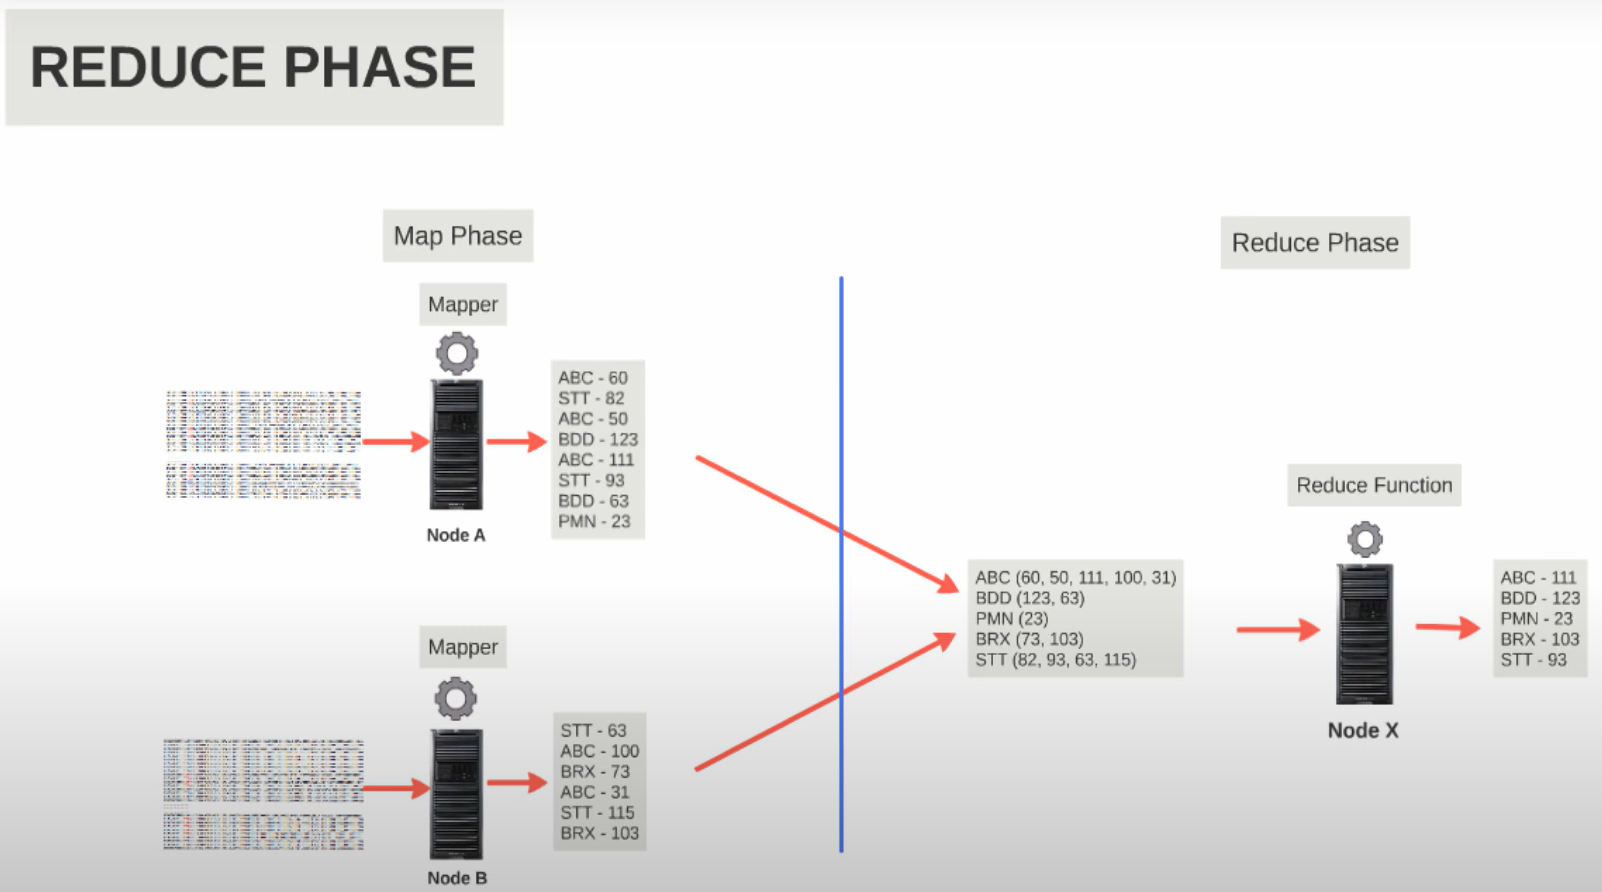 REDUCE PHASE
Map Phase
Reduce Phase
Mapper
ABC - 60
STT - 82
ABC - 50
BDD - 123
ABC - 111
STT - 93
BDD - 63
PMN - 23
Node A
Mapper
STT - 63
ABC - 100
BRX - 73
ABC - 31
STT - 115
BRX - 103
Node B
ABC (60, 50, 111, 100, 31)
BDD (123, 63)
PMN (23)
BRX (73, 103)
STT (82, 93, 63, 115)
Reduce Function
Node X
ABC - 111
BDD - 123
PMN - 23
BRX - 103
STT - 93